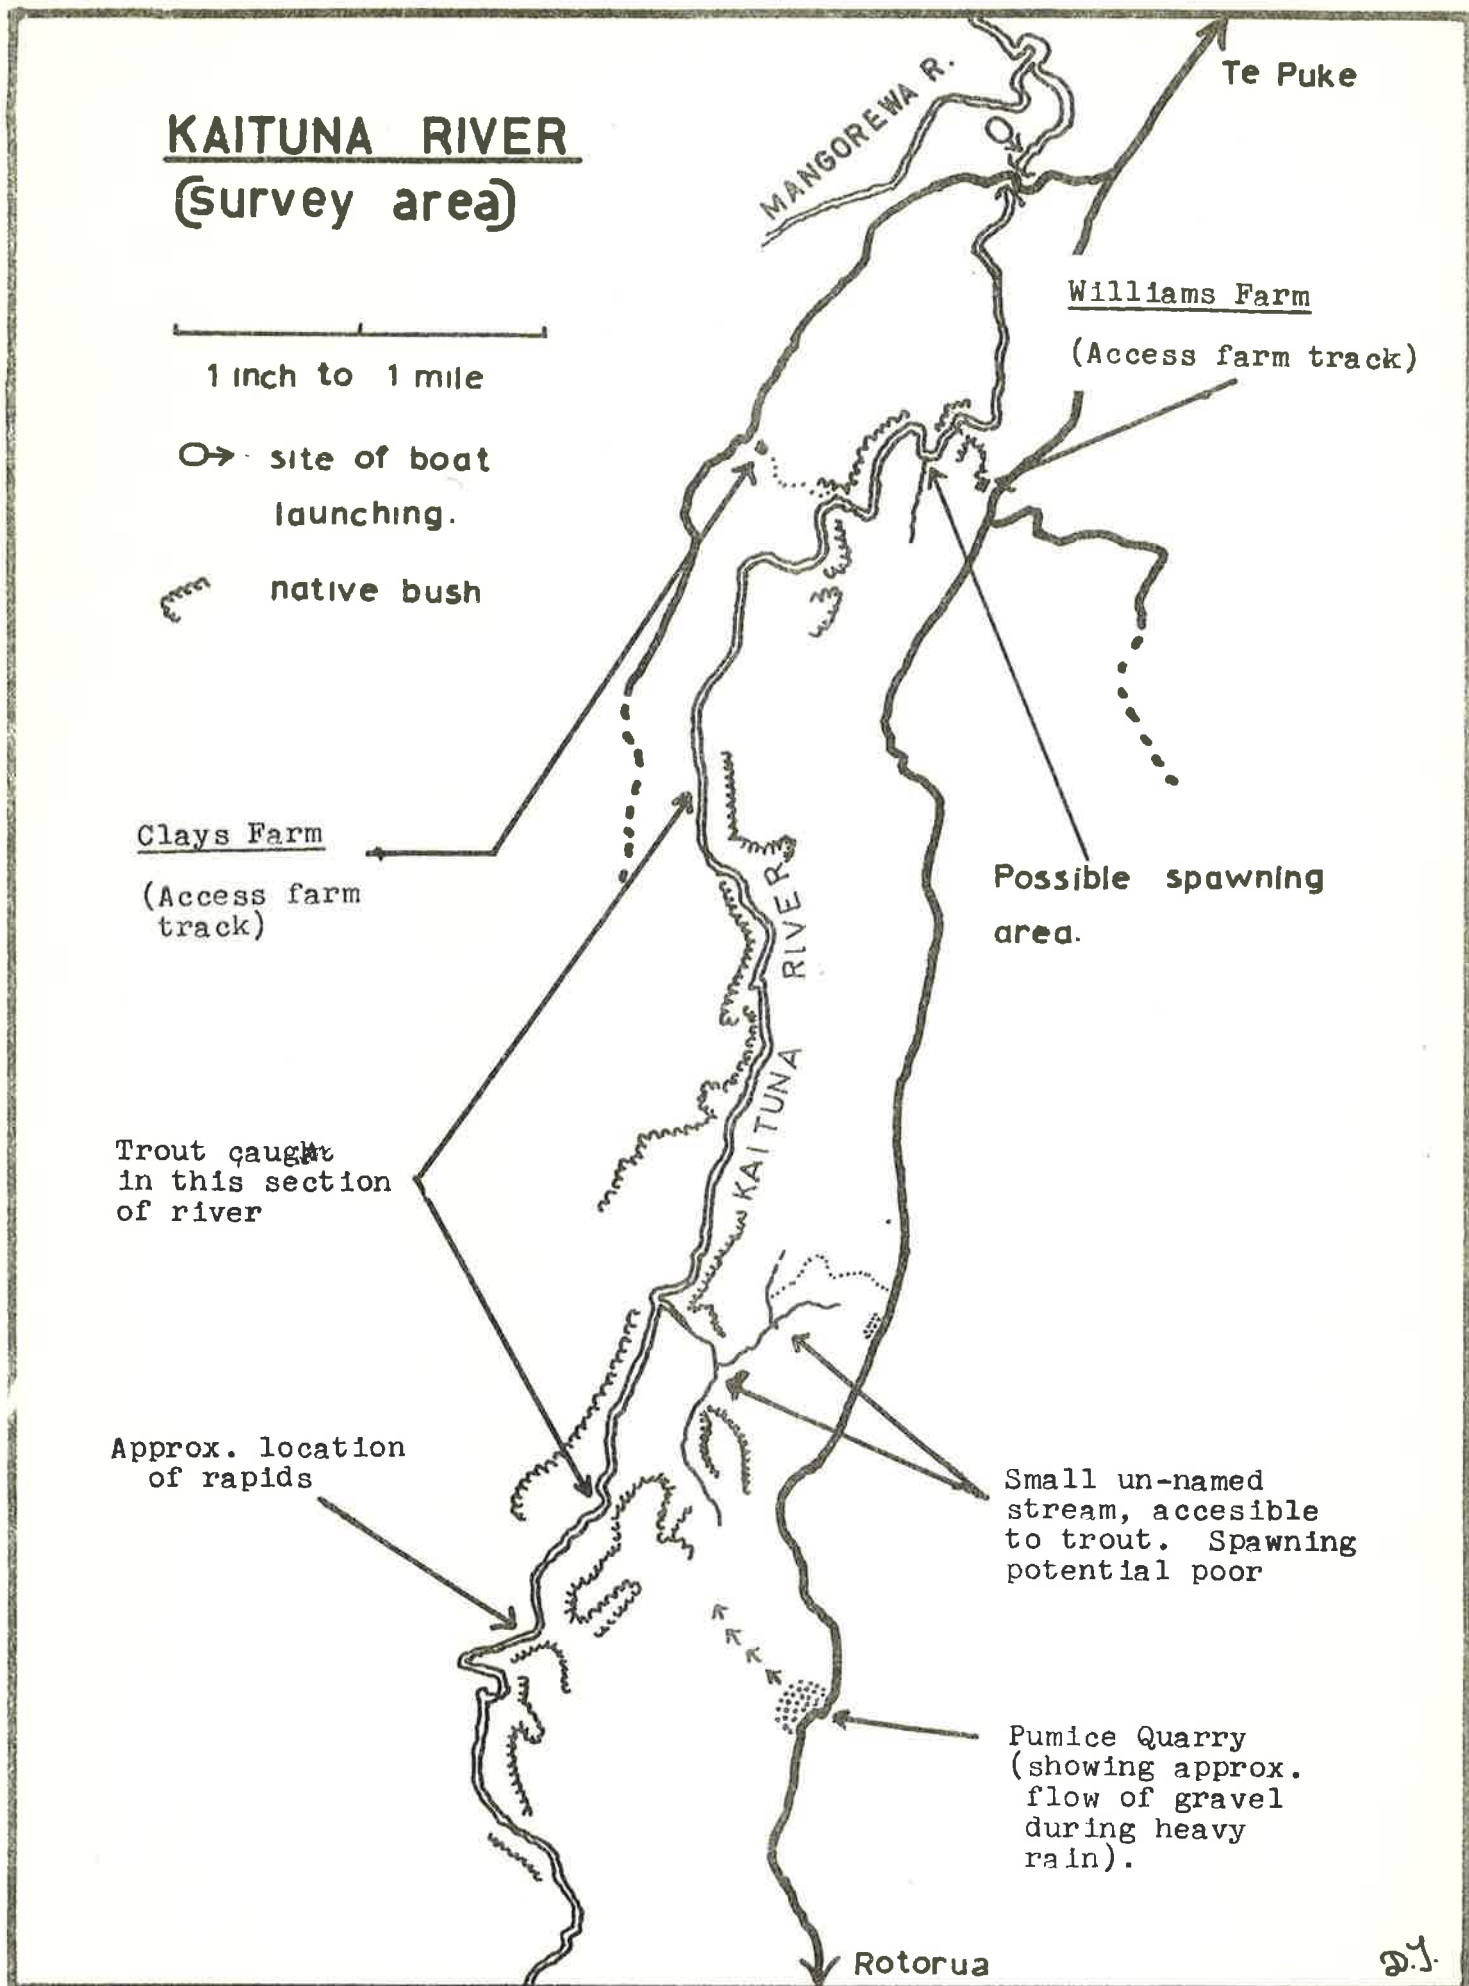 KAITUNA RIVER
(survey area)
1 inch to 1 mile
site of boat
launching.
native bush
MANGOREWA R.
Te Puke
Williams Farm
(Access farm track)
Clays Farm
(Access farm
track)
Possible spawning
area.
KAITUNA RIVER
Trout caught
in this section
of river
Approx. location
of rapids
Small un-named
stream, accesible
to trout. Spawning
potential poor
Pumice Quarry
(showing approx.
flow of gravel
during heavy
rain).
Rotorua
D.J.